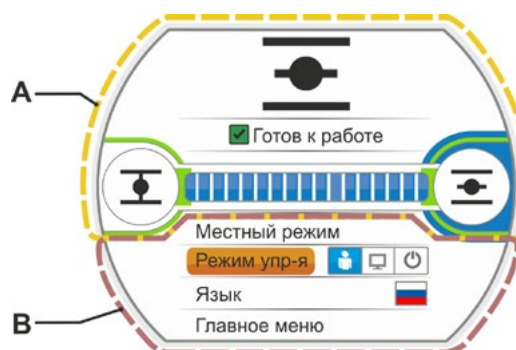 A
Готов к работе
Местный режим
Режим упр-я
Язык
B
Главное меню